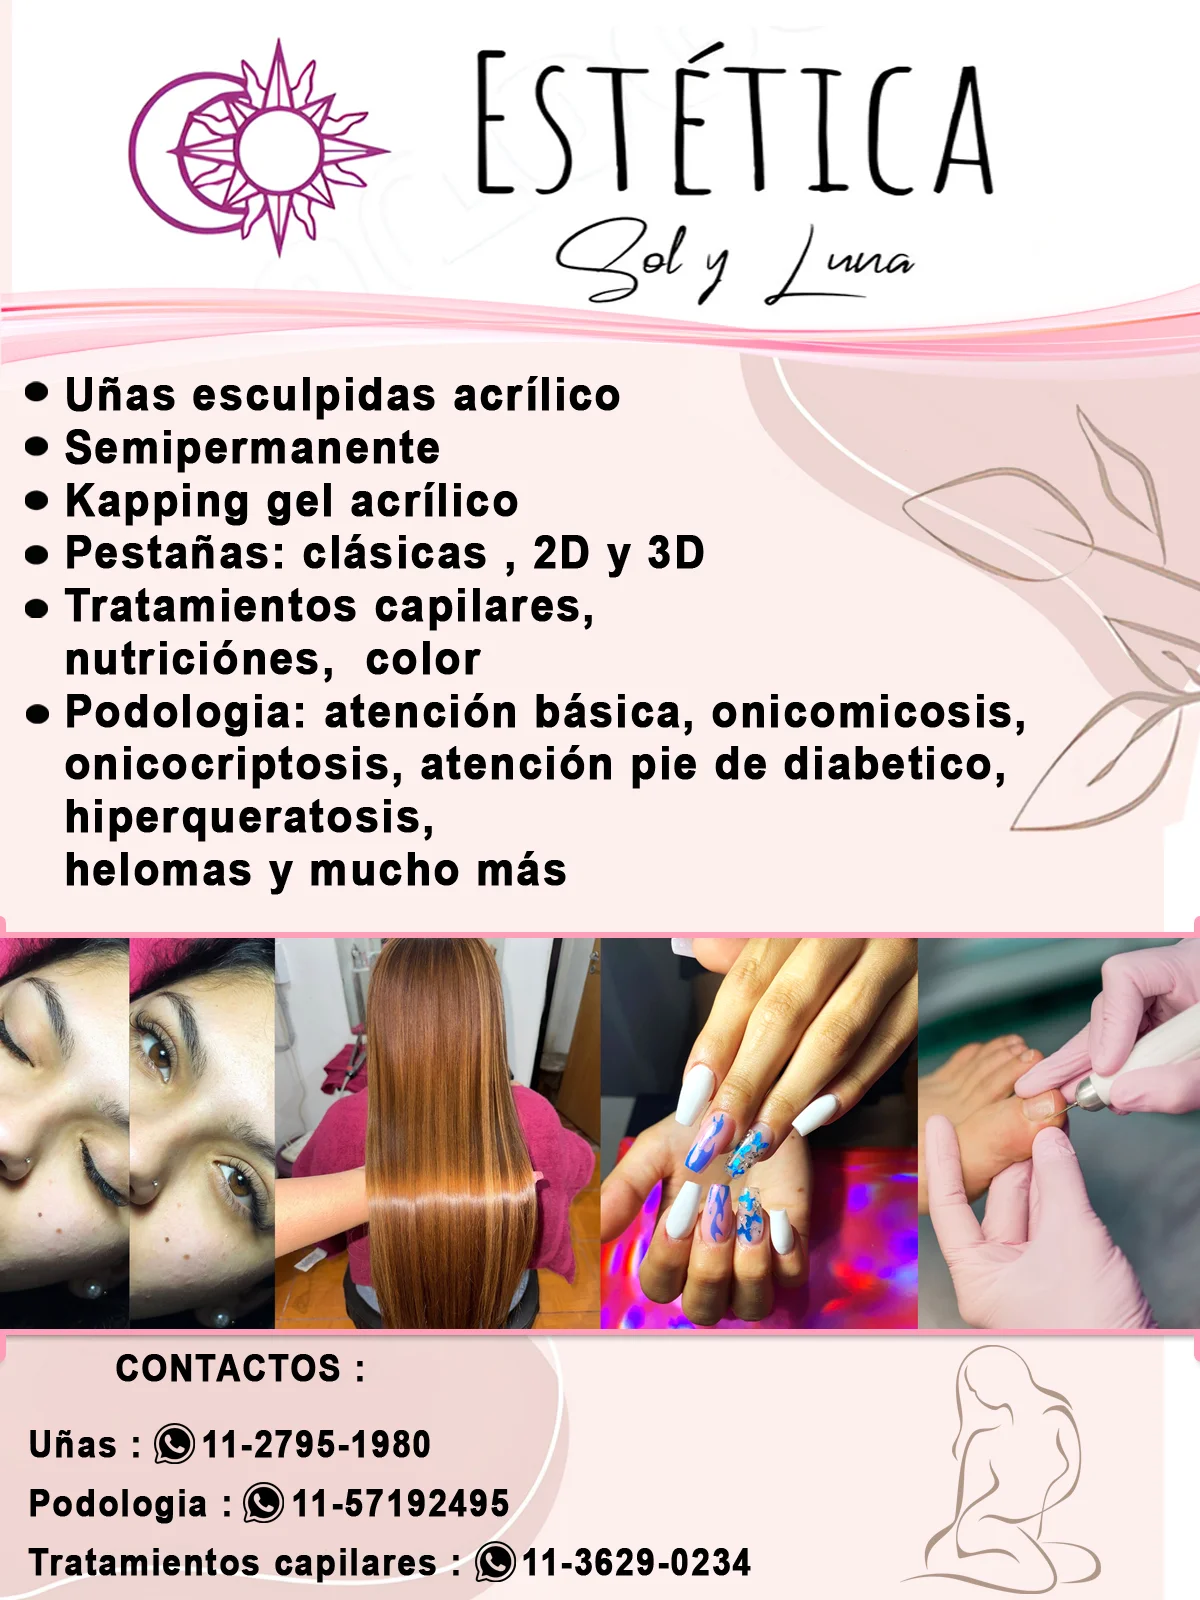 ESTÉTICA
Sol y Luna
Uñas esculpidas acrílico
Semipermanente
Kapping gel acrílico
Pestañas: clásicas , 2D y 3D
Tratamientos capilares,
nutriciónes, color
Podologia: atención básica, onicomicosis,
onicocriptosis, atención pie de diabetico,
hiperqueratosis,
helomas y mucho más
CONTACTOS :
Uñas : 11-2795-1980
Podologia : 11-57192495
Tratamientos capilares : 11-3629-0234